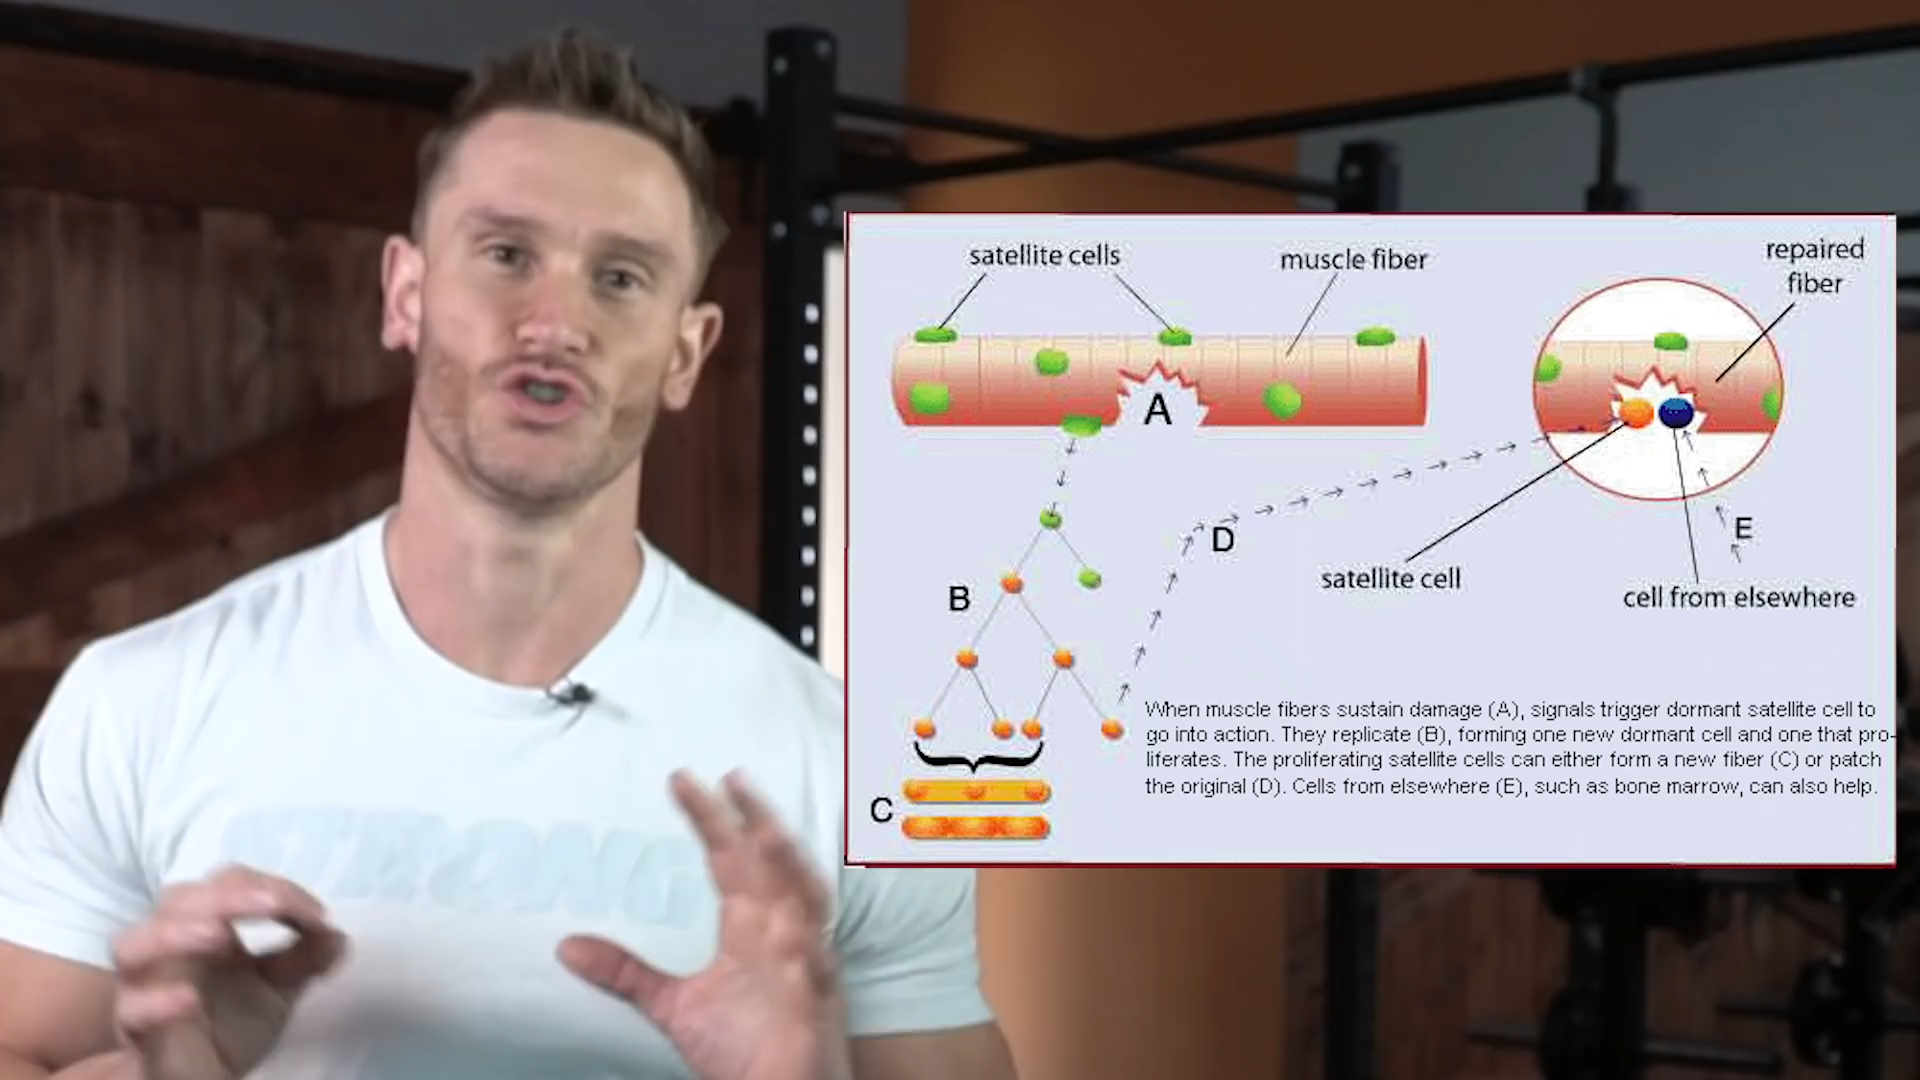 satellite cells
muscle fiber
repaired
fiber
A
D
E
satellite cell
cell from elsewhere
B
C
When muscle fibers sustain damage (A), signals trigger dormant satellite cell to
go into action. They replicate (B), forming one new dormant cell and one that pro-
liferates. The proliferating satellite cells can either form a new fiber (C) or patch
the original (D). Cells from elsewhere (E), such as bone marrow, can also help.
STRONG